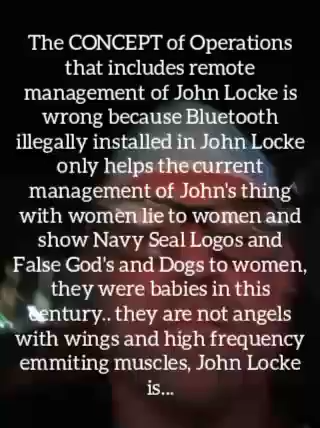 The CONCEPT of Operations
that includes remote
management of John Locke is
wrong because Bluetooth
illegally installed in John Locke
only helps the current
management of John's thing
with women lie to women and
show Navy Seal Logos and
False God's and Dogs to women,
they were babies in this
century.. they are not angels
with wings and high frequency
emmiting muscles, John Locke
is...